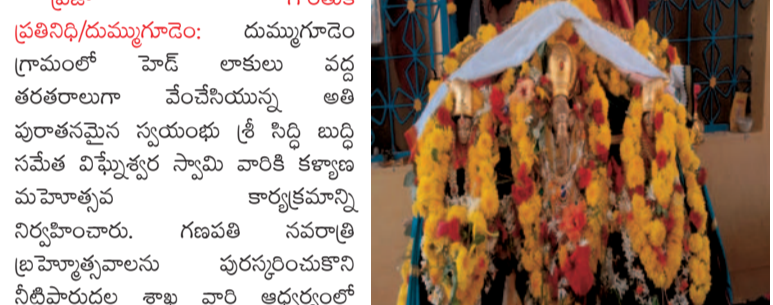 ప్రజా గొంతుక
ప్రతినిధి/దుమ్ముగూడెం: దుమ్ముగూడెం
గ్రామంలో హెడ్ లాకులు వద్ద
తరతరాలుగా వేంచేసియున్న అతి
పురాతనమైన స్వయంభు శ్రీ సిద్ధి బుద్ధి
సమేత విఘ్నేశ్వర స్వామి వారికి కళ్యాణ
మహెూత్సవ కార్యక్రమాన్ని
నిర్వహించారు. గణపతి నవరాత్రి
బ్రహ్మెూత్సవాలను పురస్కరించుకొని
నీటిపారుదల శాఖ వారి ఆధ్వర్యంలో